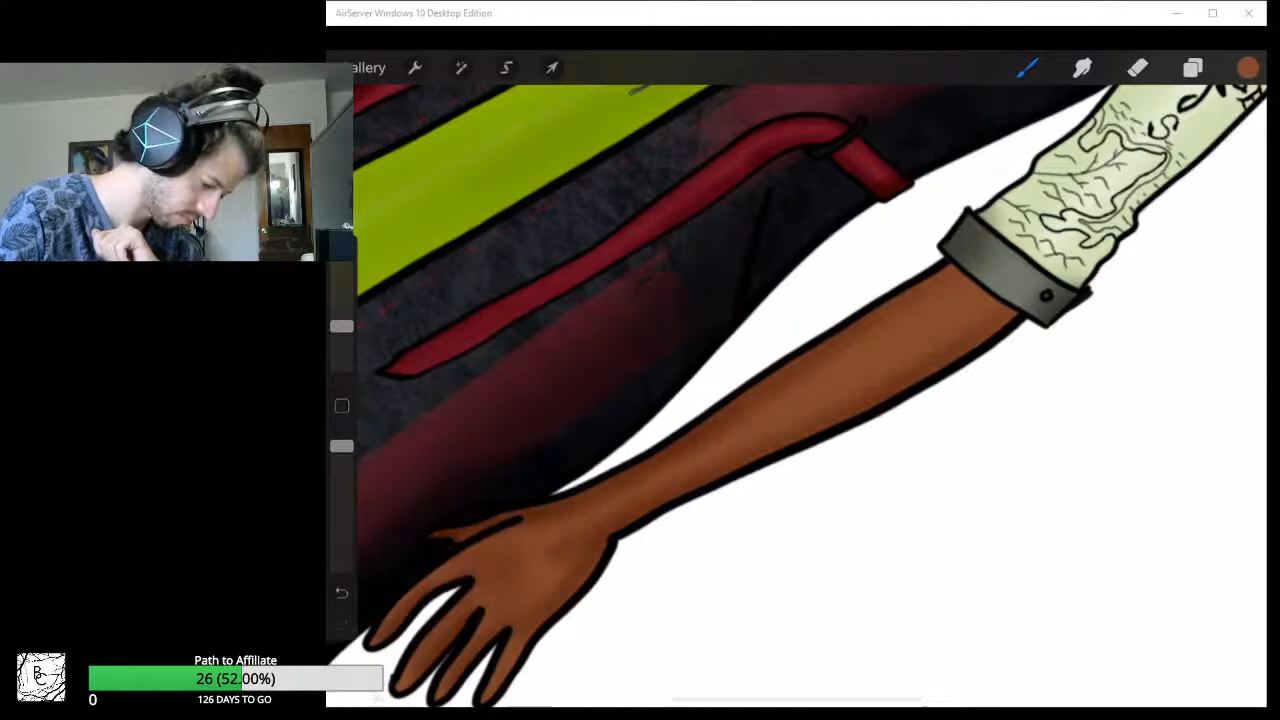 AirServer Windows 10 Desktop Edition
allery
Path to Affiliate
26 (52.00%)
0
126 DAYS TO GO